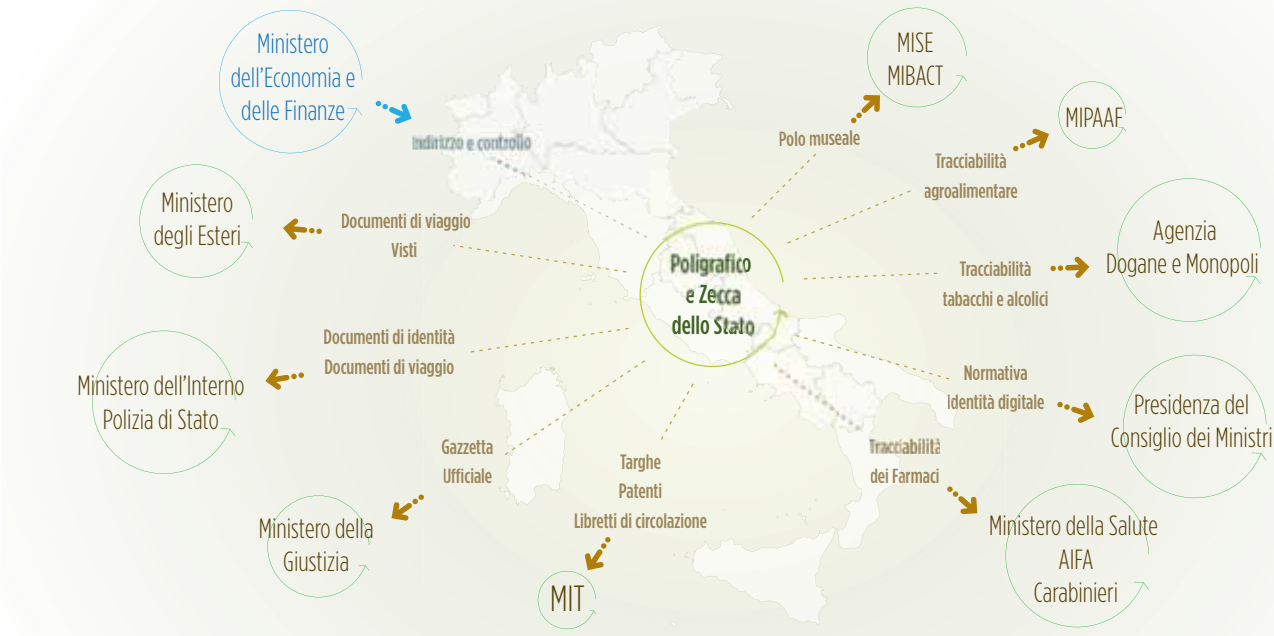 Ministero
dell'Economia e
delle Finanze
Indirizzo e controllo
MISE
MIBACT
Polo museale
MIPAAF
Tracciabilità
agroalimentare
Ministero
degli Esteri
Documenti di viaggio
Visti
Poligrafico
e Zecca
dello Stato
Agenzia
Dogane e Monopoli
Tracciabilità
tabacchi e alcolici
Documenti di identità
Documenti di viaggio
Ministero dell'Interno
Polizia di Stato
Normativa
Identità digitale
Presidenza del
Consiglio dei Ministri
Gazzetta
Ufficiale
Ministero della
Giustizia
Targhe
Patenti
Libretti di circolazione
MIT
Tracciabilità
dei Farmaci
Ministero della Salute
AIFA
Carabinieri